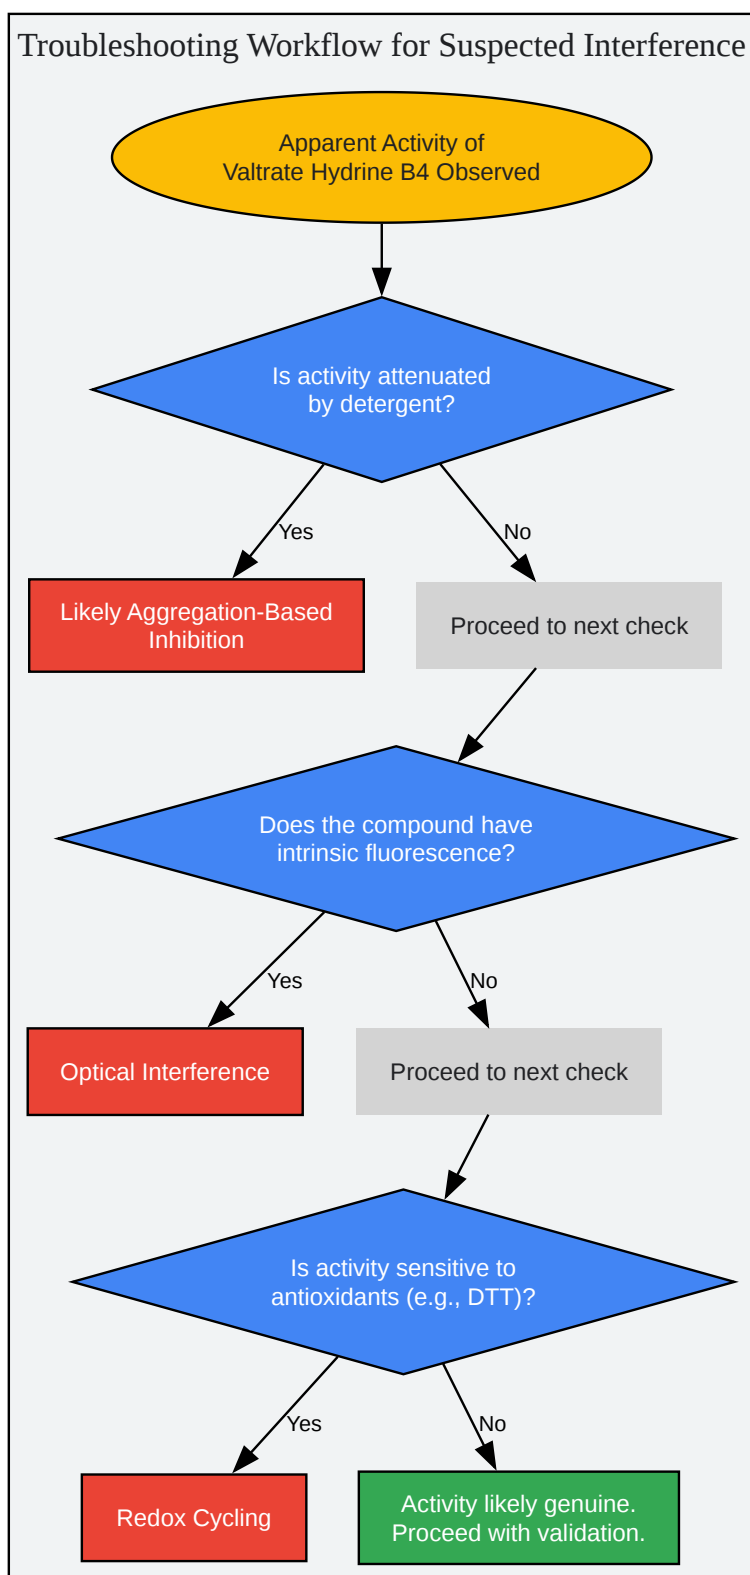 Troubleshooting Workflow for Suspected Interference
Apparent Activity of
Valtrate Hydrine B4 Observed
Is activity attenuated
by detergent?
Yes
No
Likely Aggregation-Based
Inhibition
Proceed to next check
Does the compound have
intrinsic fluorescence?
Yes
No
Optical Interference
Proceed to next check
Is activity sensitive to
antioxidants (e.g., DTT)?
Yes
No
Redox Cycling
Activity likely genuine.
Proceed with validation.